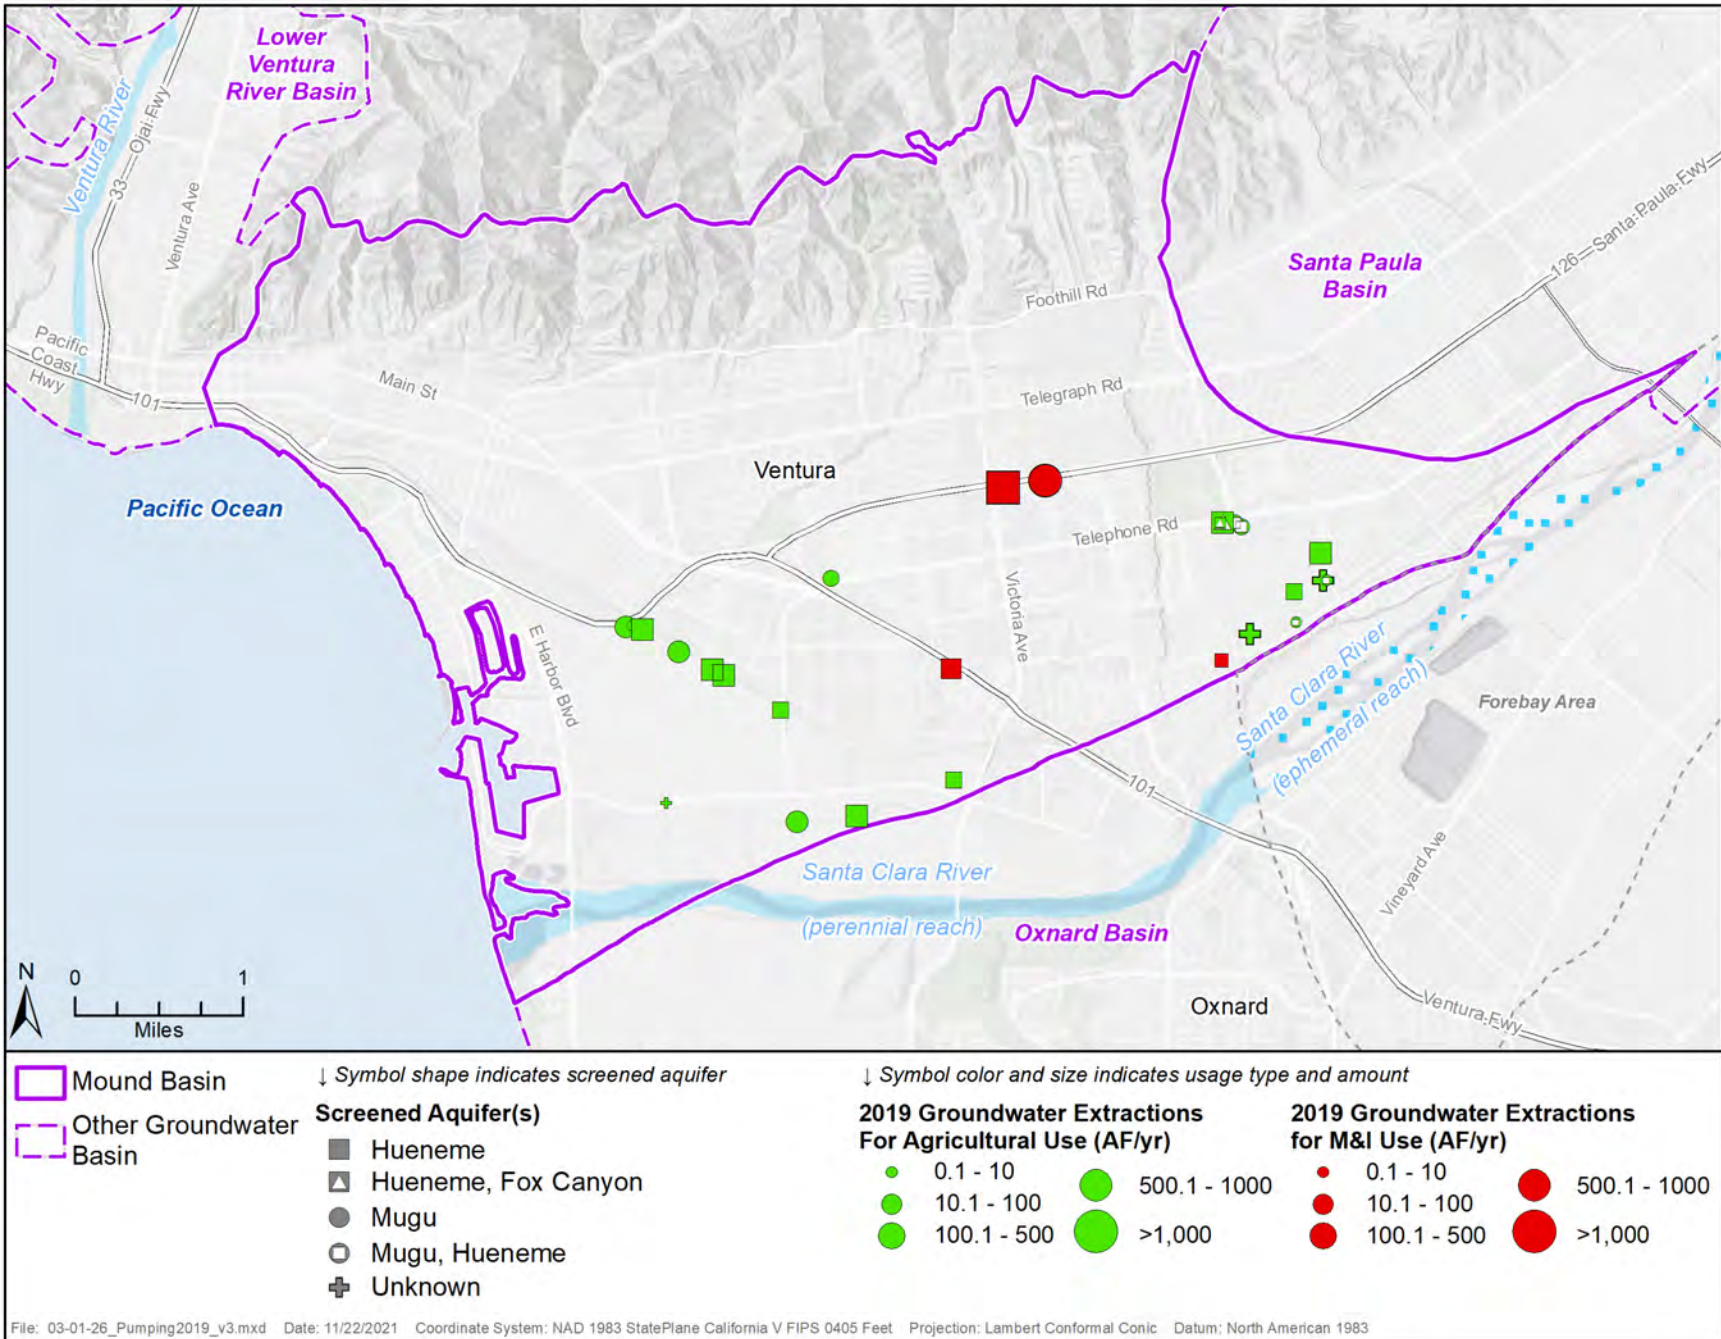 Lower
Ventura
River Basin
Ventura River
33
Ojai Fwy
Ventura Ave
Santa Paula
Basin
126
Santa Paula Fwy
Foothill Rd
Pacific
Coast
Hwy
101
Main St
Telegraph Rd
Ventura
Pacific Ocean
Telephone Rd
Victoria Ave
E Harbor Blvd
Santa Clara River
(ephemeral reach)
Forebay Area
101
Vineyard Ave
Santa Clara River
(perennial reach)
Oxnard Basin
Oxnard
Ventura Fwy
N
0 1
Miles
Mound Basin
Other Groundwater
Basin
↓ Symbol shape indicates screened aquifer
Screened Aquifer(s)
Hueneme
Hueneme, Fox Canyon
Mugu
Mugu, Hueneme
Unknown
↓ Symbol color and size indicates usage type and amount
2019 Groundwater Extractions
For Agricultural Use (AF/yr)
0.1 - 10
10.1 - 100
100.1 - 500
500.1 - 1000
>1,000
2019 Groundwater Extractions
for M&I Use (AF/yr)
0.1 - 10
10.1 - 100
100.1 - 500
500.1 - 1000
>1,000
File: 03-01-26_Pumping2019_v3.mxd Date: 11/22/2021 Coordinate System: NAD 1983 StatePlane California V FIPS 0405 Feet Projection: Lambert Conformal Conic Datum: North American 1983